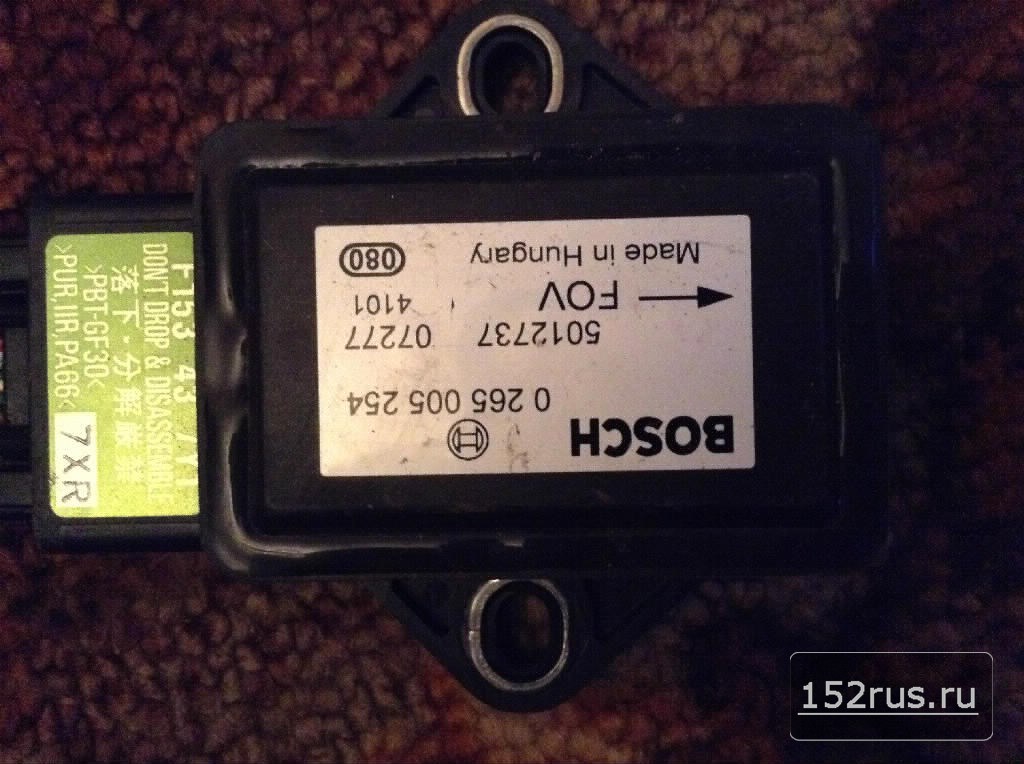 BOSCH
0 265 005 254
5012737 07277
FOV 4101
Made in Hungary 080
DON'T DROP & DISASSEMBLE
落下・分解厳禁
>PBT-GF30<
>PUR,IIR,PA66<
7XR
152rus.ru